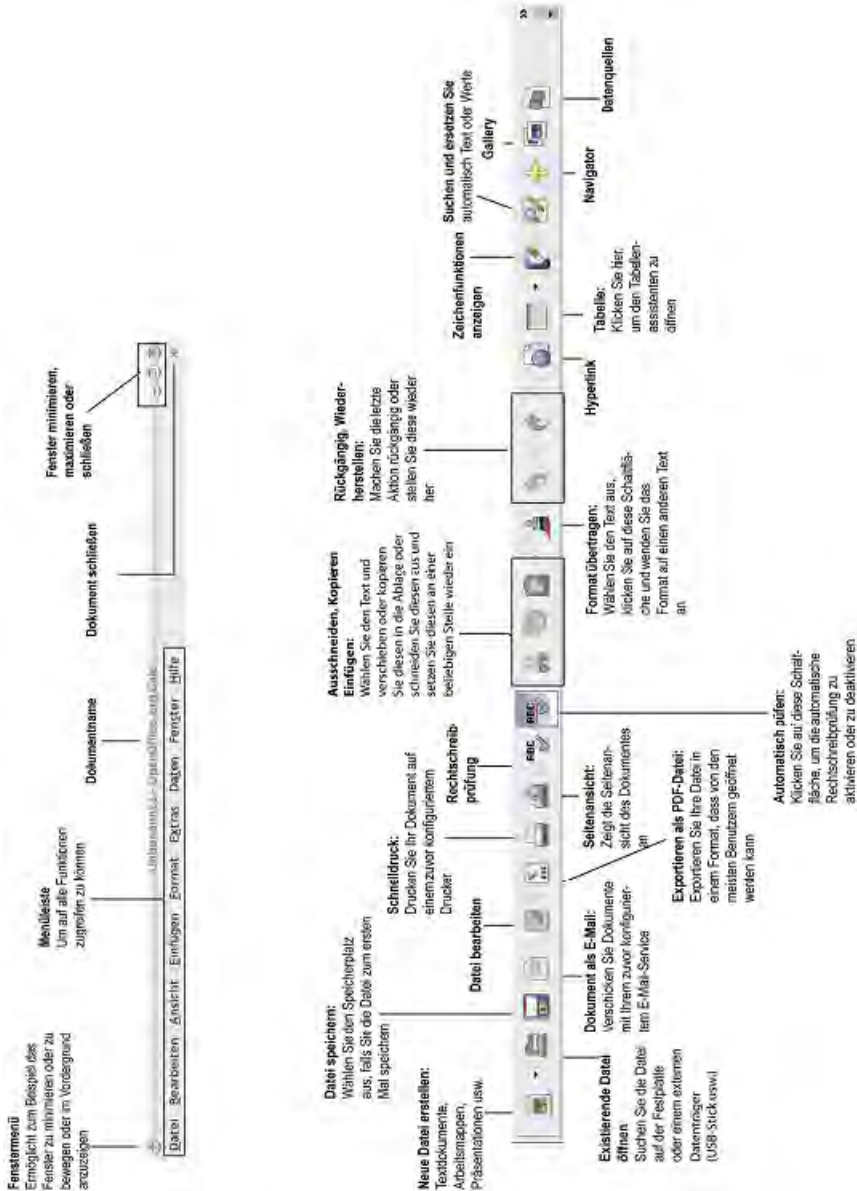 Fenstermenü
Ermöglicht zum Beispiel das
Fenster zu minimieren oder zu
bewegen oder im Vordergrund
anzuzeigen
Menüleiste
Um auf alle Funktionen
zugreifen zu können
Dokumentname
Dokument schließen
Fenster minimieren,
maximieren oder
schließen
Unbenannt1 - OpenOffice.org Calc
Datei Bearbeiten Ansicht Einfügen Format Extras Daten Fenster Hilfe
Neue Datei erstellen:
Textdokumente,
Arbeitsmappen,
Präsentationen usw.
Datei speichern:
Wählen Sie den Speicherplatz
aus, falls Sie die Datei zum ersten
Mal speichern
Datei bearbeiten
Schnelldruck:
Drucken Sie Ihr Dokument auf
einem zuvor konfiguriertem
Drucker
Rechtschreib-
prüfung
Ausschneiden, Kopieren
Einfügen:
Wählen Sie den Text und
verschieben oder kopieren
Sie diesen in die Ablage oder
schneiden Sie diesen aus und
setzen Sie diesen an einer
beliebigen Stelle wieder ein
Rückgängig, Wieder-
herstellen:
Machen Sie die letzte
Aktion rückgängig oder
stellen Sie diese wieder
her
Zeichenfunktionen
anzeigen
Suchen und ersetzen Sie
automatisch Text oder Werte
Gallery
ABC
ABC
Existierende Datei
öffnen
Suchen Sie die Datei
auf der Festplatte
oder einem externen
Datenträger
(USB-Stick usw.)
Dokument als E-Mail:
Verschicken Sie Dokumente
mit Ihrem zuvor konfigurier-
tem E-Mail-Service
Exportieren als PDF-Datei:
Exportieren Sie Ihre Datei in
einem Format, dass von den
meisten Benutzern geöffnet
werden kann
Seitenansicht:
Zeigt die Seitenan-
sicht des Dokumentes
an
Automatisch püfen:
Klicken Sie auf diese Schalt-
fläche, um die automatische
Rechtschreibprüfung zu
aktivieren oder zu deaktivieren
Format übertragen:
Wählen Sie den Text aus,
klicken Sie auf diese Schaltflä-
che und wenden Sie das
Format auf einen anderen Text
an
Hyperlink
Tabelle:
Klicken Sie hier,
um den Tabellen-
assistenten zu
öffnen
Navigator
Datenquellen